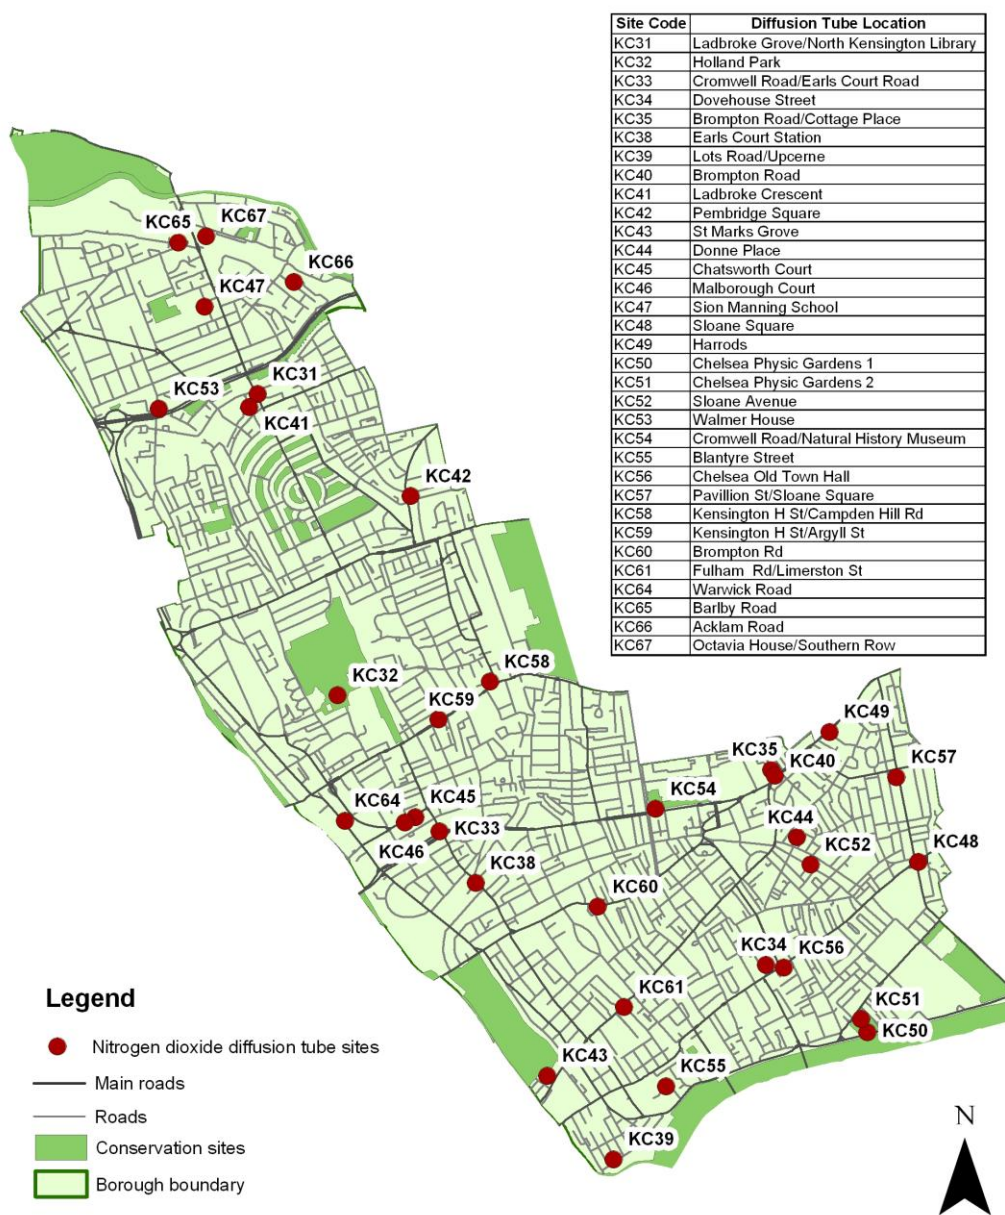 Site Code Diffusion Tube Location
KC31 Ladbroke Grove/North Kensington Library
KC32 Holland Park
KC33 Cromwell Road/Earls Court Road
KC34 Dovehouse Street
KC35 Brompton Road/Cottage Place
KC38 Earls Court Station
KC39 Lots Road/Upcerne
KC40 Brompton Road
KC41 Ladbroke Crescent
KC42 Pembridge Square
KC43 St Marks Grove
KC44 Donne Place
KC45 Chatsworth Court
KC46 Malborough Court
KC47 Sion Manning School
KC48 Sloane Square
KC49 Harrods
KC50 Chelsea Physic Gardens 1
KC51 Chelsea Physic Gardens 2
KC52 Sloane Avenue
KC53 Walmer House
KC54 Cromwell Road/Natural History Museum
KC55 Blantyre Street
KC56 Chelsea Old Town Hall
KC57 Pavillion St/Sloane Square
KC58 Kensington H St/Campden Hill Rd
KC59 Kensington H St/Argyll St
KC60 Brompton Rd
KC61 Fulham Rd/Limerston St
KC64 Warwick Road
KC65 Barlby Road
KC66 Acklam Road
KC67 Octavia House/Southern Row
KC65
KC67
KC66
KC47
KC31
KC53
KC41
KC42
KC58
KC32
KC59
KC49
KC35
KC40
KC57
KC54
KC64
KC45
KC44
KC33
KC46
KC52
KC48
KC38
KC60
KC34
KC56
KC61
KC51
KC50
KC43
KC55
KC39
Legend
Nitrogen dioxide diffusion tube sites
Main roads
Roads
Conservation sites
Borough boundary
N